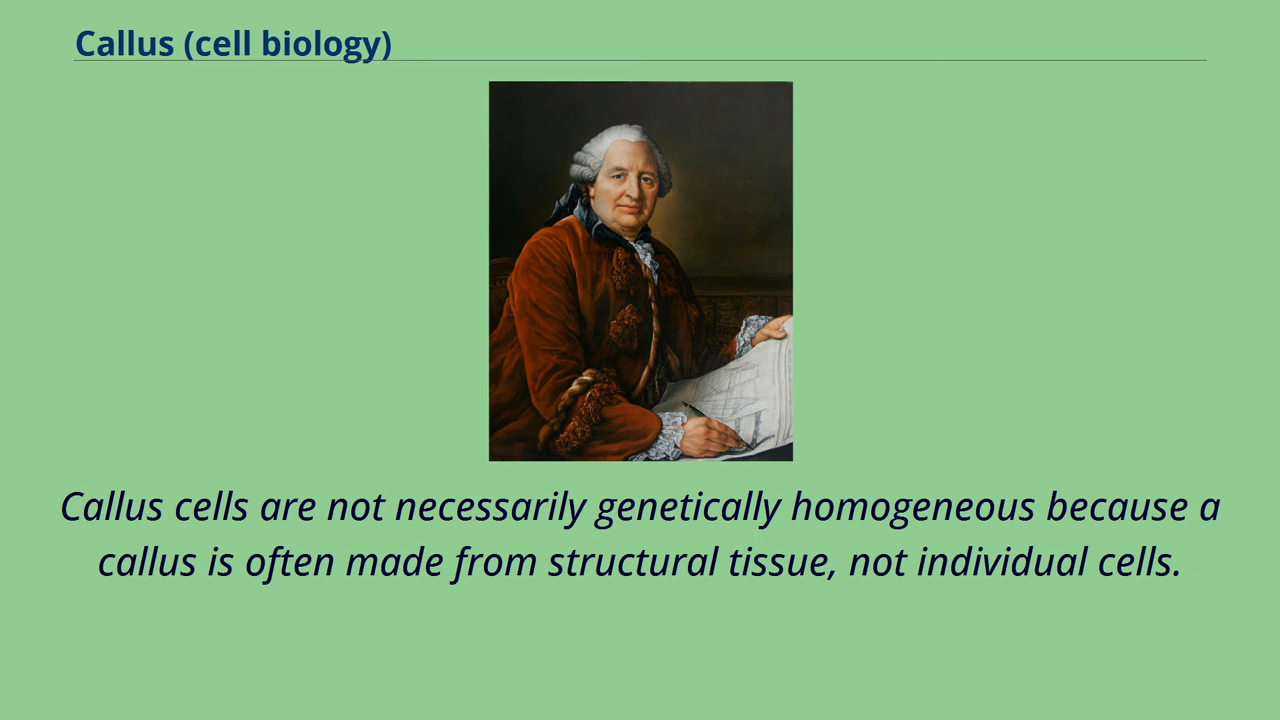 Callus (cell biology)
Callus cells are not necessarily genetically homogeneous because a
callus is often made from structural tissue, not individual cells.